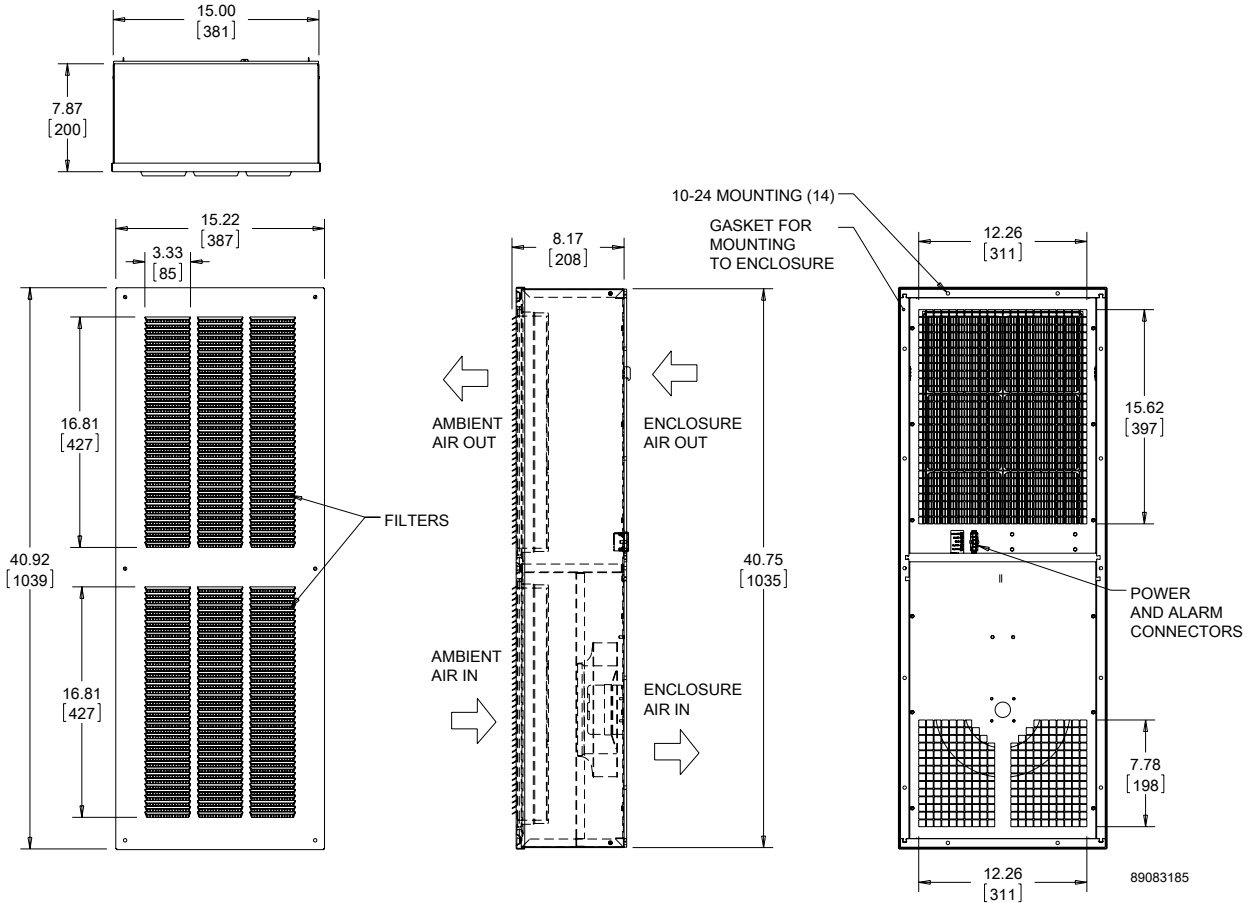 15.00
[381]
7.87
[200]
15.22
[387]
3.33
[85]
16.81
[427]
40.92
[1039]
16.81
[427]
FILTERS
8.17
[208]
AMBIENT
AIR OUT
ENCLOSURE
AIR OUT
40.75
[1035]
AMBIENT
AIR IN
ENCLOSURE
AIR IN
10-24 MOUNTING (14)
GASKET FOR
MOUNTING
TO ENCLOSURE
12.26
[311]
15.62
[397]
POWER
AND ALARM
CONNECTORS
7.78
[198]
12.26
[311]
89083185